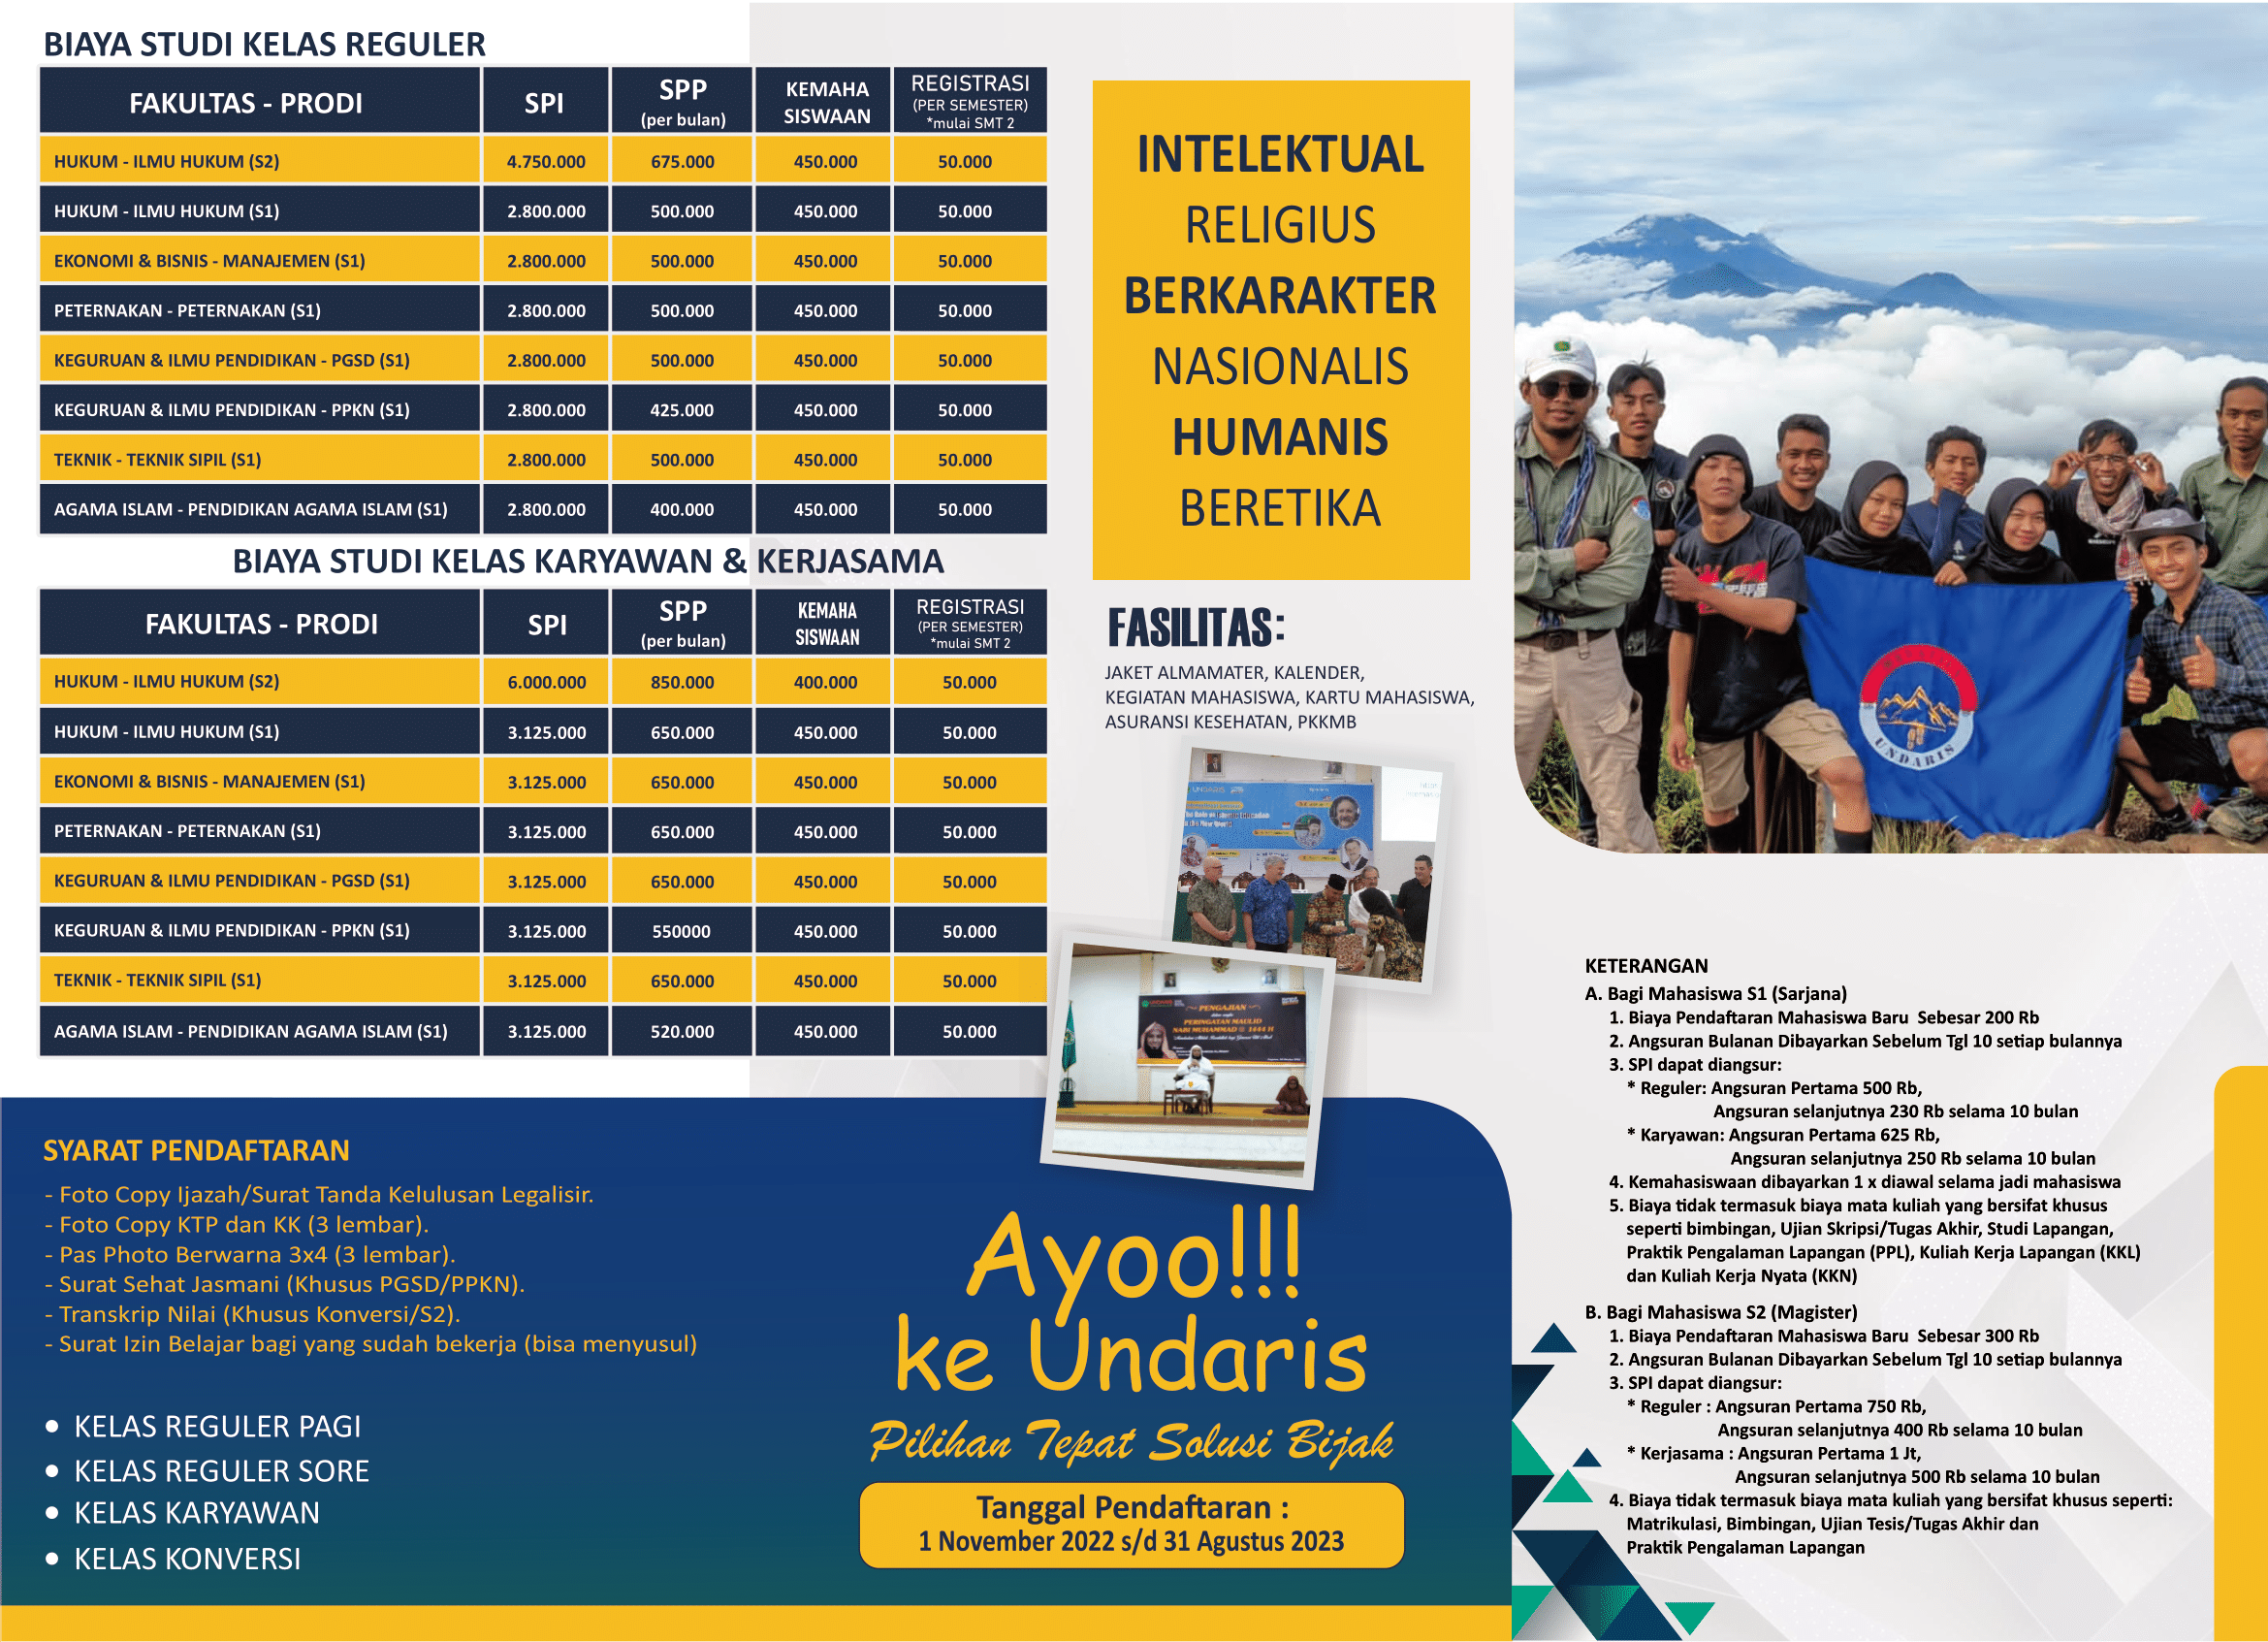 BIAYA STUDI KELAS REGULER
FAKULTAS - PRODI SPI SPP (per bulan) KEMAHA SISWAAN REGISTRASI (PER SEMESTER) *mulai SMT 2
HUKUM - ILMU HUKUM (S2) 4.750.000 675.000 450.000 50.000
HUKUM - ILMU HUKUM (S1) 2.800.000 500.000 450.000 50.000
EKONOMI & BISNIS - MANAJEMEN (S1) 2.800.000 500.000 450.000 50.000
PETERNAKAN - PETERNAKAN (S1) 2.800.000 500.000 450.000 50.000
KEGURUAN & ILMU PENDIDIKAN - PGSD (S1) 2.800.000 500.000 450.000 50.000
KEGURUAN & ILMU PENDIDIKAN - PPKN (S1) 2.800.000 425.000 450.000 50.000
TEKNIK - TEKNIK SIPIL (S1) 2.800.000 500.000 450.000 50.000
AGAMA ISLAM - PENDIDIKAN AGAMA ISLAM (S1) 2.800.000 400.000 450.000 50.000
BIAYA STUDI KELAS KARYAWAN & KERJASAMA
FAKULTAS - PRODI SPI SPP (per bulan) KEMAHA SISWAAN REGISTRASI (PER SEMESTER) *mulai SMT 2
HUKUM - ILMU HUKUM (S2) 6.000.000 850.000 400.000 50.000
HUKUM - ILMU HUKUM (S1) 3.125.000 650.000 450.000 50.000
EKONOMI & BISNIS - MANAJEMEN (S1) 3.125.000 650.000 450.000 50.000
PETERNAKAN - PETERNAKAN (S1) 3.125.000 650.000 450.000 50.000
KEGURUAN & ILMU PENDIDIKAN - PGSD (S1) 3.125.000 650.000 450.000 50.000
KEGURUAN & ILMU PENDIDIKAN - PPKN (S1) 3.125.000 550000 450.000 50.000
TEKNIK - TEKNIK SIPIL (S1) 3.125.000 650.000 450.000 50.000
AGAMA ISLAM - PENDIDIKAN AGAMA ISLAM (S1) 3.125.000 520.000 450.000 50.000
SYARAT PENDAFTARAN
- Foto Copy Ijazah/Surat Tanda Kelulusan Legalisir.
- Foto Copy KTP dan KK (3 lembar).
- Pas Photo Berwarna 3x4 (3 lembar).
- Surat Sehat Jasmani (Khusus PGSD/PPKN).
- Transkrip Nilai (Khusus Konversi/S2).
- Surat Izin Belajar bagi yang sudah bekerja (bisa menyusul)
• KELAS REGULER PAGI
• KELAS REGULER SORE
• KELAS KARYAWAN
• KELAS KONVERSI
INTELEKTUAL
RELIGIUS
BERKARAKTER
NASIONALIS
HUMANIS
BERETIKA
FASILITAS:
JAKET ALMAMATER, KALENDER,
KEGIATAN MAHASISWA, KARTU MAHASISWA,
ASURANSI KESEHATAN, PKKMB
UNDARIS
PENGAJIAN
PERINGATAN MAULID
NABI MUHAMMAD 1444 H
Ayoo!!!
ke Undaris
Pilihan Tepat Solusi Bijak
Tanggal Pendaftaran :
1 November 2022 s/d 31 Agustus 2023
UNDARIS
KETERANGAN
A. Bagi Mahasiswa S1 (Sarjana)
1. Biaya Pendaftaran Mahasiswa Baru Sebesar 200 Rb
2. Angsuran Bulanan Dibayarkan Sebelum Tgl 10 setiap bulannya
3. SPI dapat diangsur:
* Reguler: Angsuran Pertama 500 Rb,
Angsuran selanjutnya 230 Rb selama 10 bulan
* Karyawan: Angsuran Pertama 625 Rb,
Angsuran selanjutnya 250 Rb selama 10 bulan
4. Kemahasiswaan dibayarkan 1 x diawal selama jadi mahasiswa
5. Biaya tidak termasuk biaya mata kuliah yang bersifat khusus
seperti bimbingan, Ujian Skripsi/Tugas Akhir, Studi Lapangan,
Praktik Pengalaman Lapangan (PPL), Kuliah Kerja Lapangan (KKL)
dan Kuliah Kerja Nyata (KKN)
B. Bagi Mahasiswa S2 (Magister)
1. Biaya Pendaftaran Mahasiswa Baru Sebesar 300 Rb
2. Angsuran Bulanan Dibayarkan Sebelum Tgl 10 setiap bulannya
3. SPI dapat diangsur:
* Reguler : Angsuran Pertama 750 Rb,
Angsuran selanjutnya 400 Rb selama 10 bulan
* Kerjasama : Angsuran Pertama 1 Jt,
Angsuran selanjutnya 500 Rb selama 10 bulan
4. Biaya tidak termasuk biaya mata kuliah yang bersifat khusus seperti:
Matrikulasi, Bimbingan, Ujian Tesis/Tugas Akhir dan
Praktik Pengalaman Lapangan